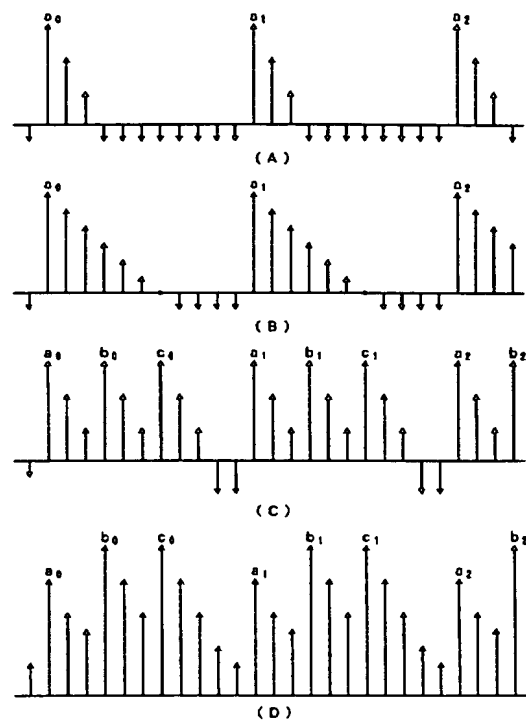 a₀ a₁ a₂
(A)
a₀ a₁ a₂
(B)
a₀ b₀ c₀ a₁ b₁ c₁ a₂ b₂
(C)
b₀ c₀ b₁ c₁ b₂
a₀ a₁ a₂
(D)